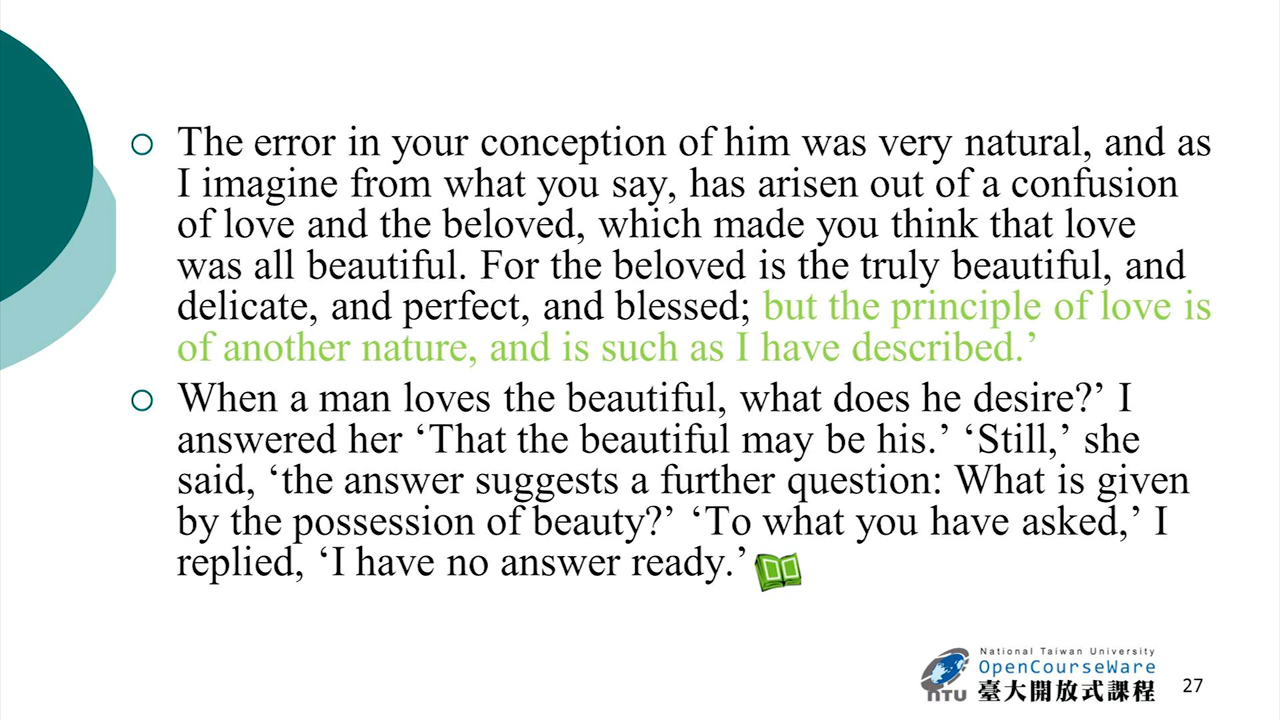 The error in your conception of him was very natural, and as
I imagine from what you say, has arisen out of a confusion
of love and the beloved, which made you think that love
was all beautiful. For the beloved is the truly beautiful, and
delicate, and perfect, and blessed; but the principle of love is
of another nature, and is such as I have described.’
When a man loves the beautiful, what does he desire?’ I
answered her ‘That the beautiful may be his.’ ‘Still,’ she
said, ‘the answer suggests a further question: What is given
by the possession of beauty?’ ‘To what you have asked,’ I
replied, ‘I have no answer ready.’
National Taiwan University
OpenCourseWare
NTU 臺大開放式課程
27